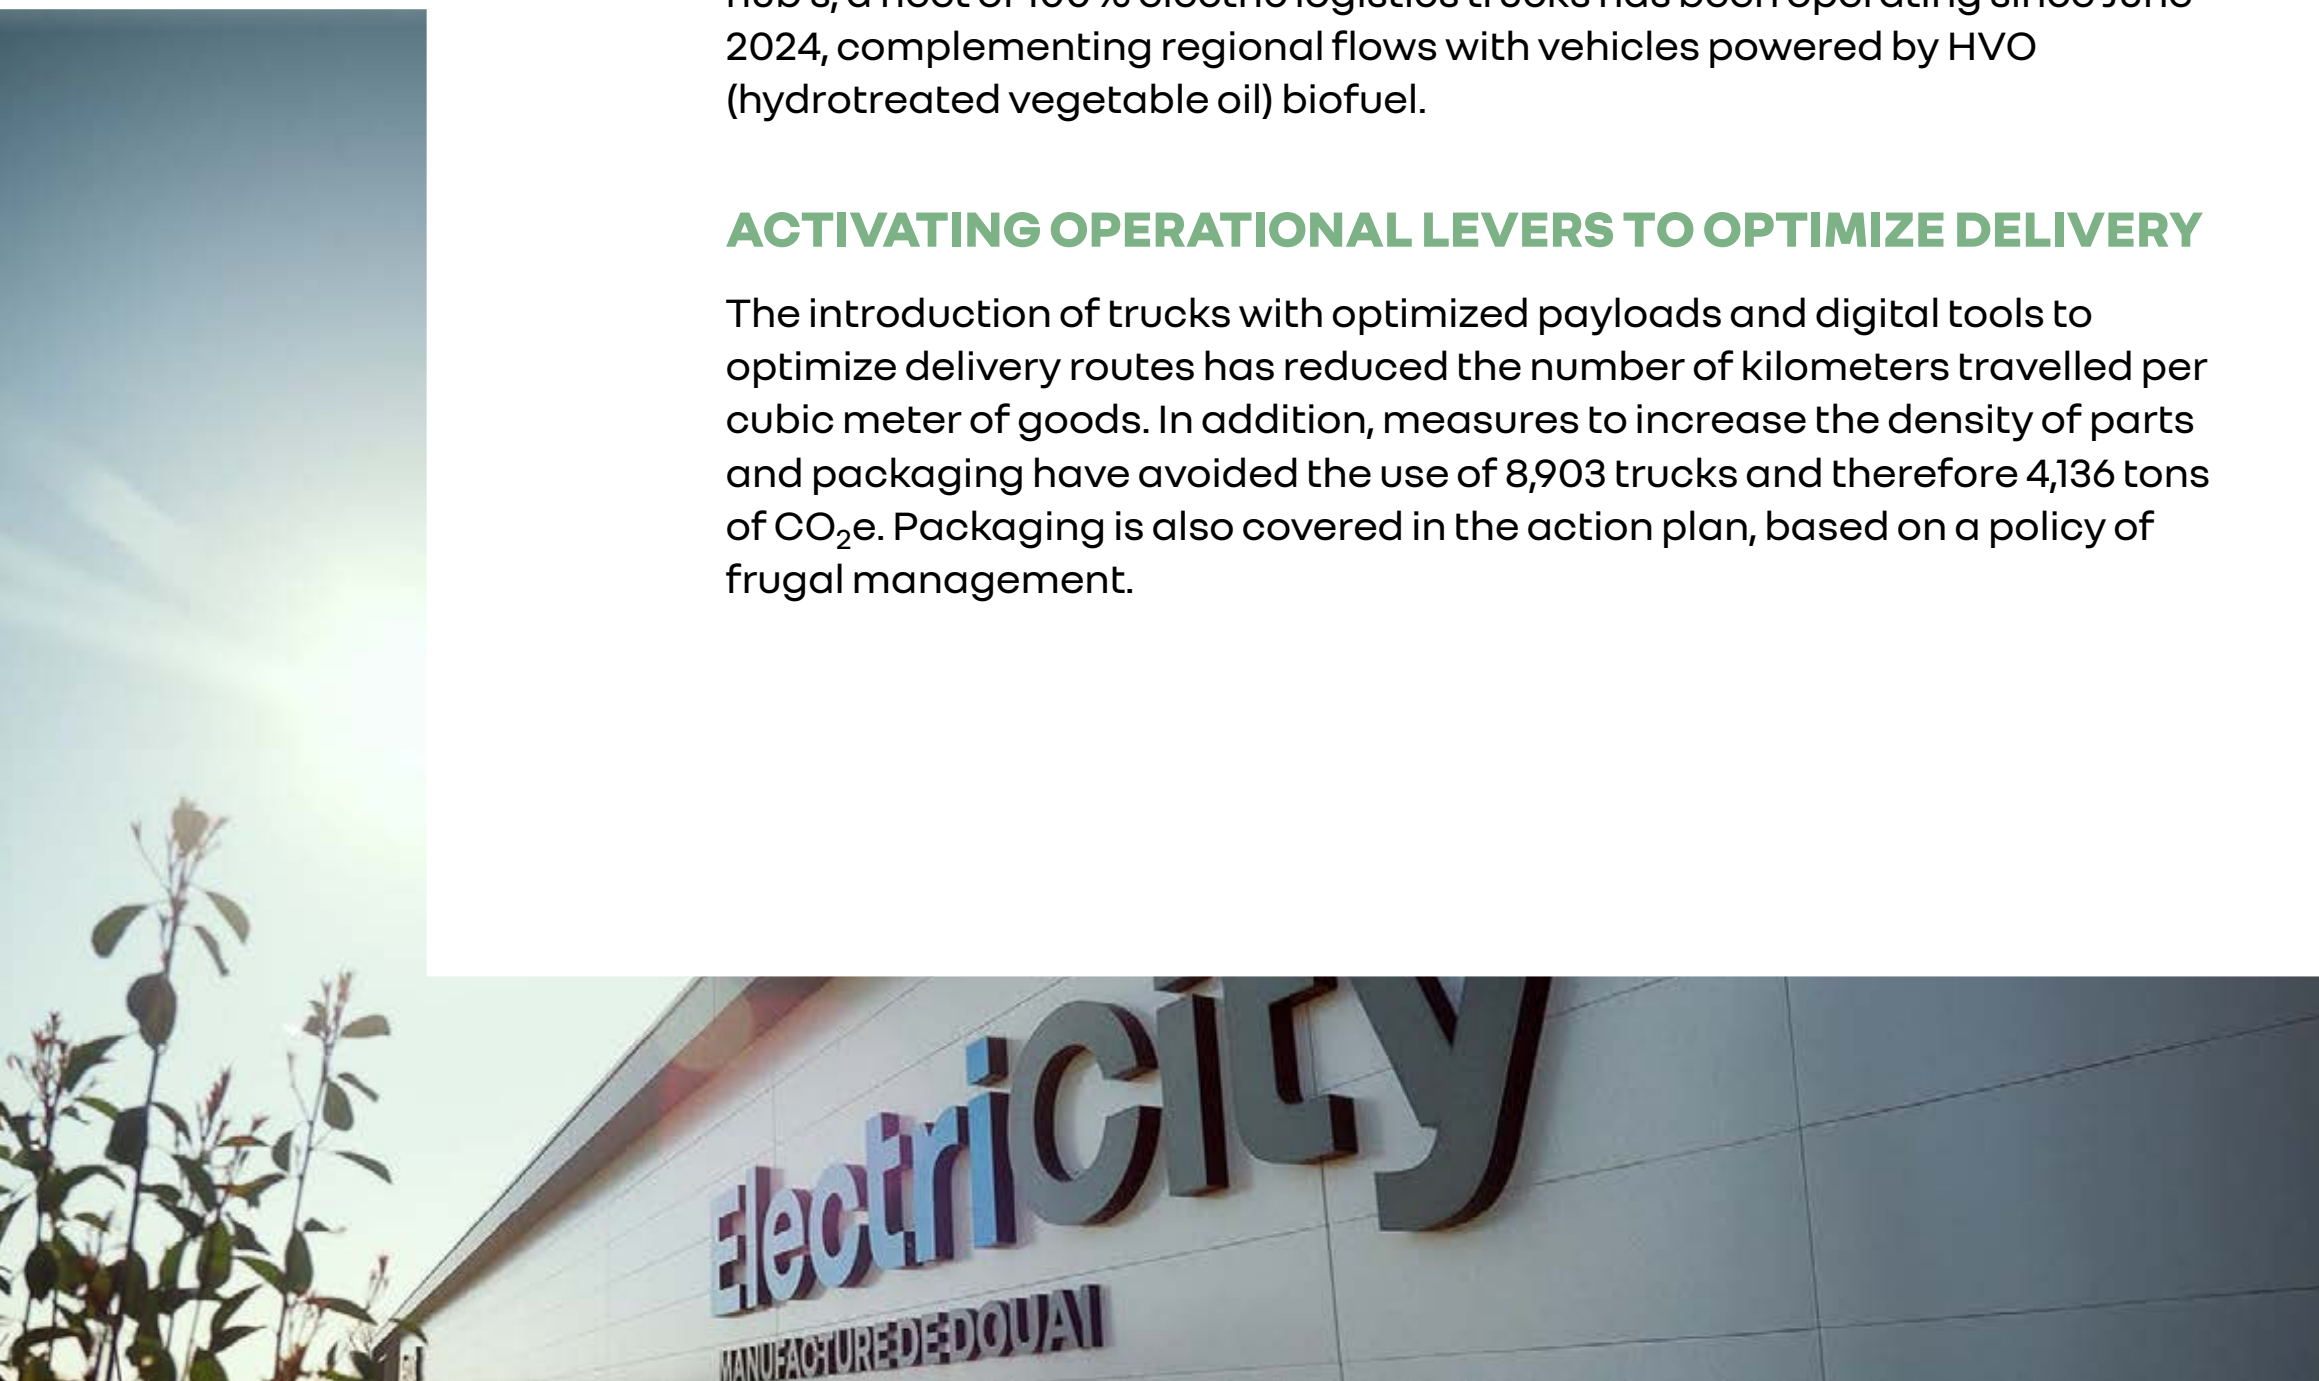 2024, complementing regional flows with vehicles powered by HVO
(hydrotreated vegetable oil) biofuel.
ACTIVATING OPERATIONAL LEVERS TO OPTIMIZE DELIVERY
The introduction of trucks with optimized payloads and digital tools to
optimize delivery routes has reduced the number of kilometers travelled per
cubic meter of goods. In addition, measures to increase the density of parts
and packaging have avoided the use of 8,903 trucks and therefore 4,136 tons
of CO₂e. Packaging is also covered in the action plan, based on a policy of
frugal management.
ElectriCity
MANUFACTURE DE DOUAI